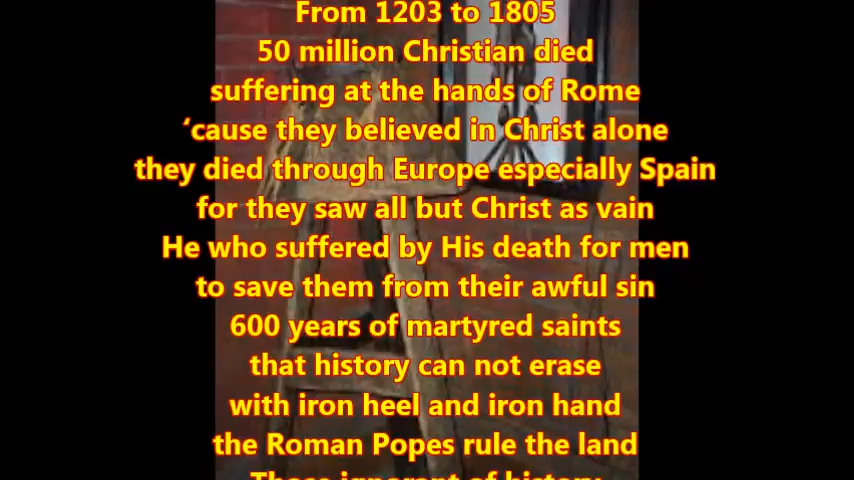 From 1203 to 1805
50 million Christian died
suffering at the hands of Rome
‘cause they believed in Christ alone
they died through Europe especially Spain
for they saw all but Christ as vain
He who suffered by His death for men
to save them from their awful sin
600 years of martyred saints
that history can not erase
with iron heel and iron hand
the Roman Popes rule the land
Those ignorant of history